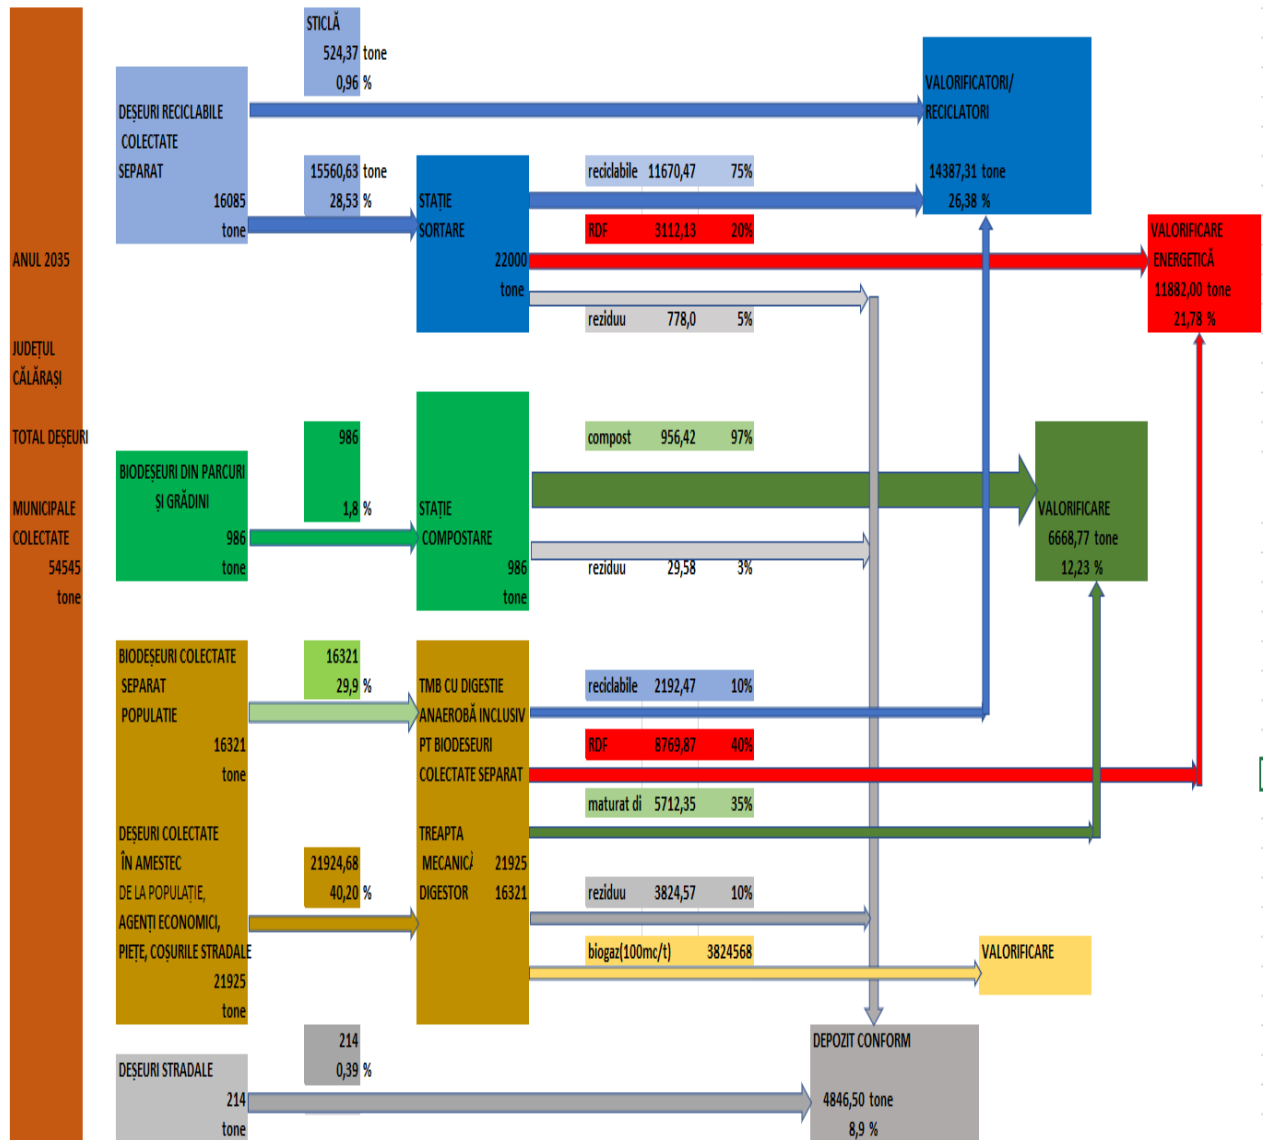 ANUL 2035
JUDEȚUL
CĂLĂRAȘI
TOTAL DEȘEURI
MUNICIPALE
COLECTATE
54545
tone
DEȘEURI RECICLABILE
COLECTATE
SEPARAT
16085
tone
STICLĂ
524,37 tone
0,96 %
15560,63 tone
28,53 %
STAȚIE
SORTARE
22000
tone
reciclabile 11670,47 75%
RDF 3112,13 20%
reziduu 778,0 5%
VALORIFICATORI/
RECICLATORI
14387,31 tone
26,38 %
VALORIFICARE
ENERGETICĂ
11882,00 tone
21,78 %
BIODEȘEURI DIN PARCURI
ȘI GRĂDINI
986
tone
986
1,8 %
STAȚIE
COMPOSTARE
986
tone
compost 956,42 97%
reziduu 29,58 3%
VALORIFICARE
6668,77 tone
12,23 %
BIODEȘEURI COLECTATE
SEPARAT
POPULATIE
16321
tone
16321
29,9 %
DEȘEURI COLECTATE
ÎN AMESTEC
DE LA POPULAȚIE,
AGENȚI ECONOMICI,
PIEȚE, COȘURILE STRADALE
21925
tone
21924,68
40,20 %
TMB CU DIGESTIE
ANAEROBĂ INCLUSIV
PT BIODESEURI
COLECTATE SEPARAT
TREAPTA
MECANICĂ 21925
DIGESTOR 16321
reciclabile 2192,47 10%
RDF 8769,87 40%
maturat di 5712,35 35%
reziduu 3824,57 10%
biogaz(100mc/t) 3824568
VALORIFICARE
DEȘEURI STRADALE
214
tone
214
0,39 %
DEPOZIT CONFORM
4846,50 tone
8,9 %